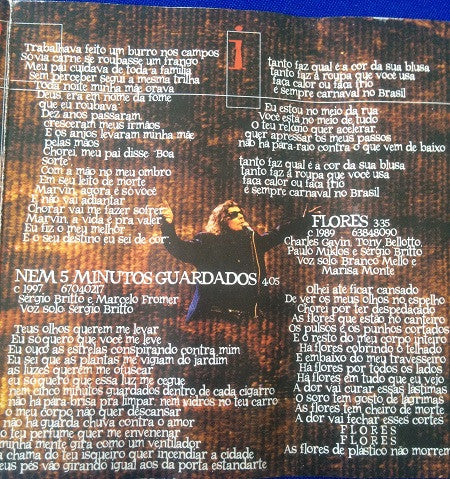 Trabalhava feito um burro nos campos
Só via carne se roubasse um frango
Meu pai cuidava de toda a família
Sem perceber segui a mesma trilha
Toda noite minha mãe orava
Deus, era em nome da fome
que eu roubava
Dez anos passaram,
cresceram meus irmãos
E os anjos levaram minha mãe
pelas mãos
Chorei, meu pai disse "Boa
sorte"
Com a mão no meu ombro
Em seu leito de morte
Marvin, agora é só você
E não vai adiantar
Chorar vai me fazer sofrer
Marvin, a vida é pra valer
Eu fiz o meu melhor
E o seu destino eu sei de cor
NEM 5 MINUTOS GUARDADOS 4:05
c 1997 67040217
Sérgio Britto e Marcelo Fromer
Voz solo Sérgio Britto
Teus olhos querem me levar
Eu só quero que você me leve
Eu ouço as estrelas conspirando contra mim
Eu sei que as plantas me vigiam do jardim
as luzes querem me ofuscar
eu só quero que essa luz me cegue
nem cinco minutos guardados dentro de cada cigarro
não há pára-brisa pra limpar, nem vidros no teu carro
o meu corpo não quer descansar
não há guarda chuva contra o amor
o teu perfume quer me envenenar
minha mente gira como um ventilador
a chama do teu isqueiro quer incendiar a cidade
teus pés vão girando igual aos da porta estandarte
i
tanto faz qual é a cor da sua blusa
tanto faz a roupa que você usa
faça calor ou faça frio
é sempre carnaval no Brasil
Eu estou no meio da rua
Você está no meio de tudo
O teu relógio quer acelerar,
quer apressar os meus passos
não há pára-raio contra o que vem de baixo
tanto faz qual é a cor da sua blusa
tanto faz a roupa que você usa
faça calor ou faça frio
é sempre carnaval no Brasil
FLORES 3:35
c 1989 63848090
Charles Gavin, Tony Bellotto,
Paulo Miklos e Sérgio Britto
Voz solo Branco Mello e
Marisa Monte
Olhei até ficar cansado
De ver os meus olhos no espelho
Chorei por ter despedaçado
As flores que estão no canteiro
Os pulsos e os punhos cortados
E o resto do meu corpo inteiro
Há flores cobrindo o telhado
E embaixo do meu travesseiro
Há flores por todos os lados
Há flores em tudo que eu vejo
A dor vai curar essas lástimas
O soro tem gosto de lágrimas
As flores têm cheiro de morte
A dor vai fechar esses cortes
FLORES
FLORES
As flores de plástico não morrem